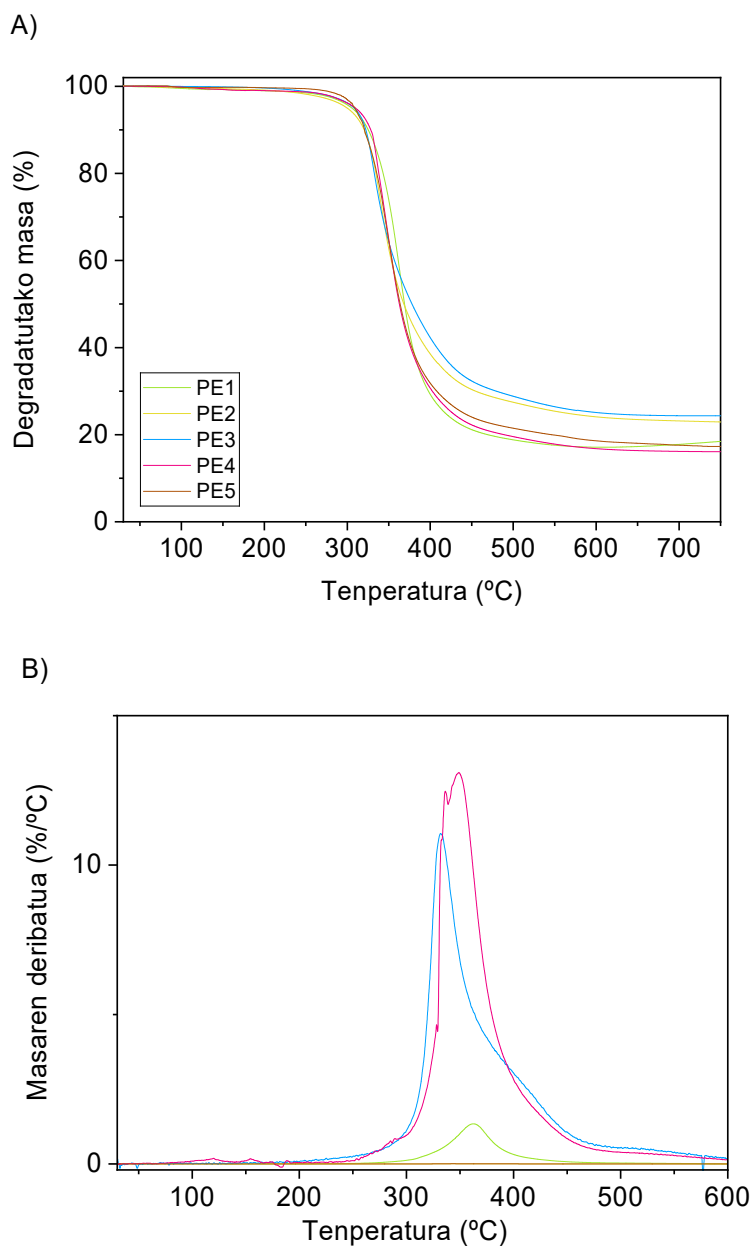 A)
100
80
60
40
20
0
Degradatutako masa (%)
PE1
PE2
PE3
PE4
PE5
100 200 300 400 500 600 700
Tenperatura (ºC)
B)
10
0
Masaren deribatua (%/ºC)
100 200 300 400 500 600
Tenperatura (ºC)